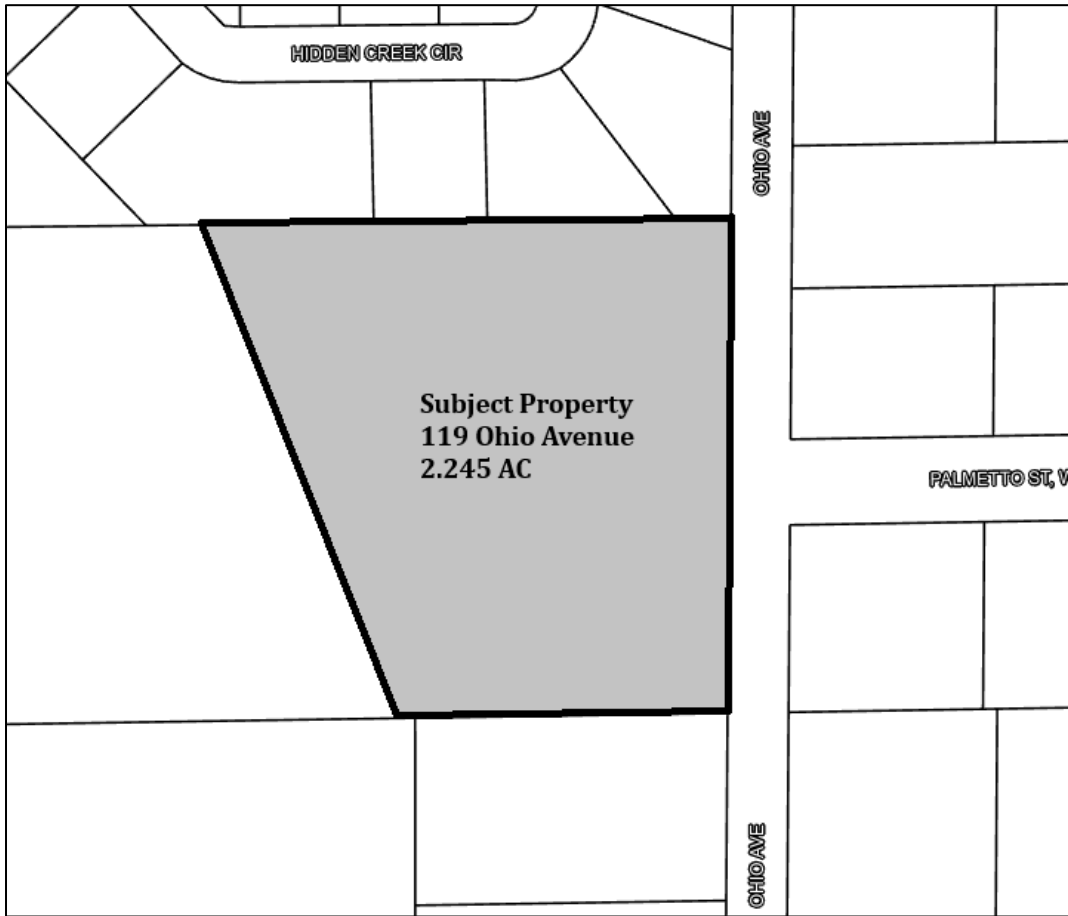 HIDDEN CREEK CIR
OHIO AVE
Subject Property
119 Ohio Avenue
2.245 AC
PALMETTO ST, W
OHIO AVE